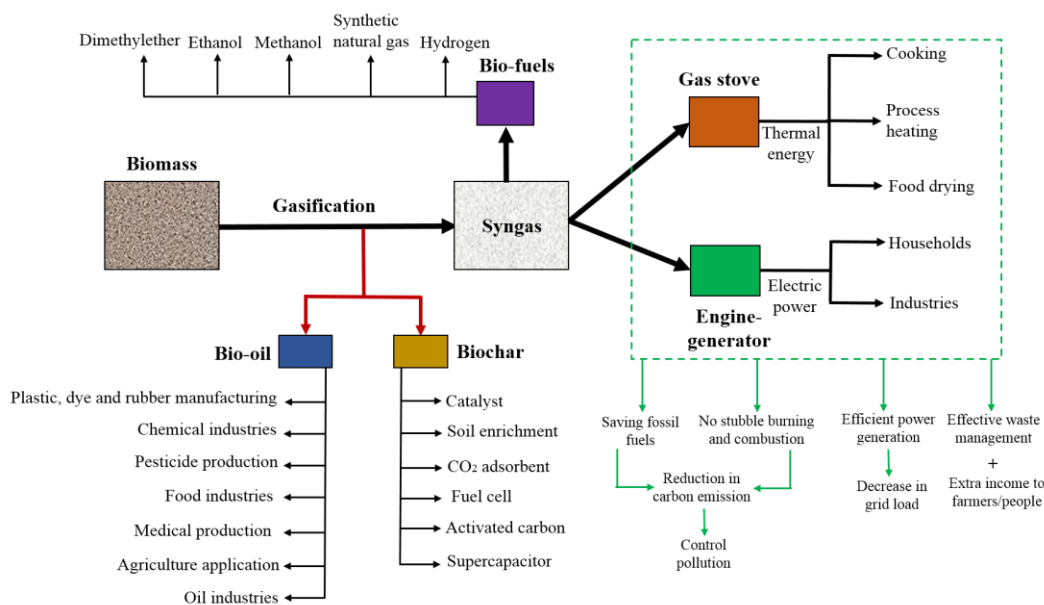 Dimethylether
Ethanol
Methanol
Synthetic
natural gas
Hydrogen
Bio-fuels
Biomass
Gasification
Syngas
Gas stove
Thermal
energy
Cooking
Process
heating
Food drying
Engine-
generator
Electric
power
Households
Industries
Bio-oil
Plastic, dye and rubber manufacturing
Chemical industries
Pesticide production
Food industries
Medical production
Agriculture application
Oil industries
Biochar
Catalyst
Soil enrichment
CO₂ adsorbent
Fuel cell
Activated carbon
Supercapacitor
Saving fossil
fuels
No stubble burning
and combustion
Reduction in
carbon emission
Control
pollution
Efficient power
generation
Decrease in
grid load
Effective waste
management
+
Extra income to
farmers/people